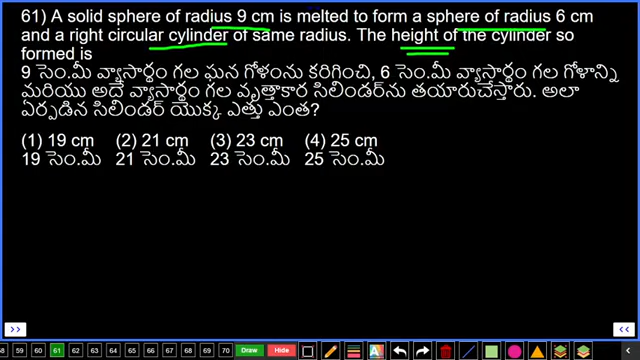 61) A solid sphere of radius 9 cm is melted to form a sphere of radius 6 cm
and a right circular cylinder of same radius. The height of the cylinder so
formed is
9 సెం.మీ వ్యాసార్థం గల ఘన గోళంను కరిగించి, 6 సెం.మీ వ్యాసార్థం గల గోళాన్ని
మరియు అదే వ్యాసార్థం గల వృత్తాకార సిలిండర్‌ను తయారుచేస్తారు. అలా
ఏర్పడిన సిలిండర్ యొక్క ఎత్తు ఎంత?
(1) 19 cm (2) 21 cm (3) 23 cm (4) 25 cm
19 సెం.మీ 21 సెం.మీ 23 సెం.మీ 25 సెం.మీ
59 60 61 62 63 64 65 66 67 68 69 70 Draw Hide